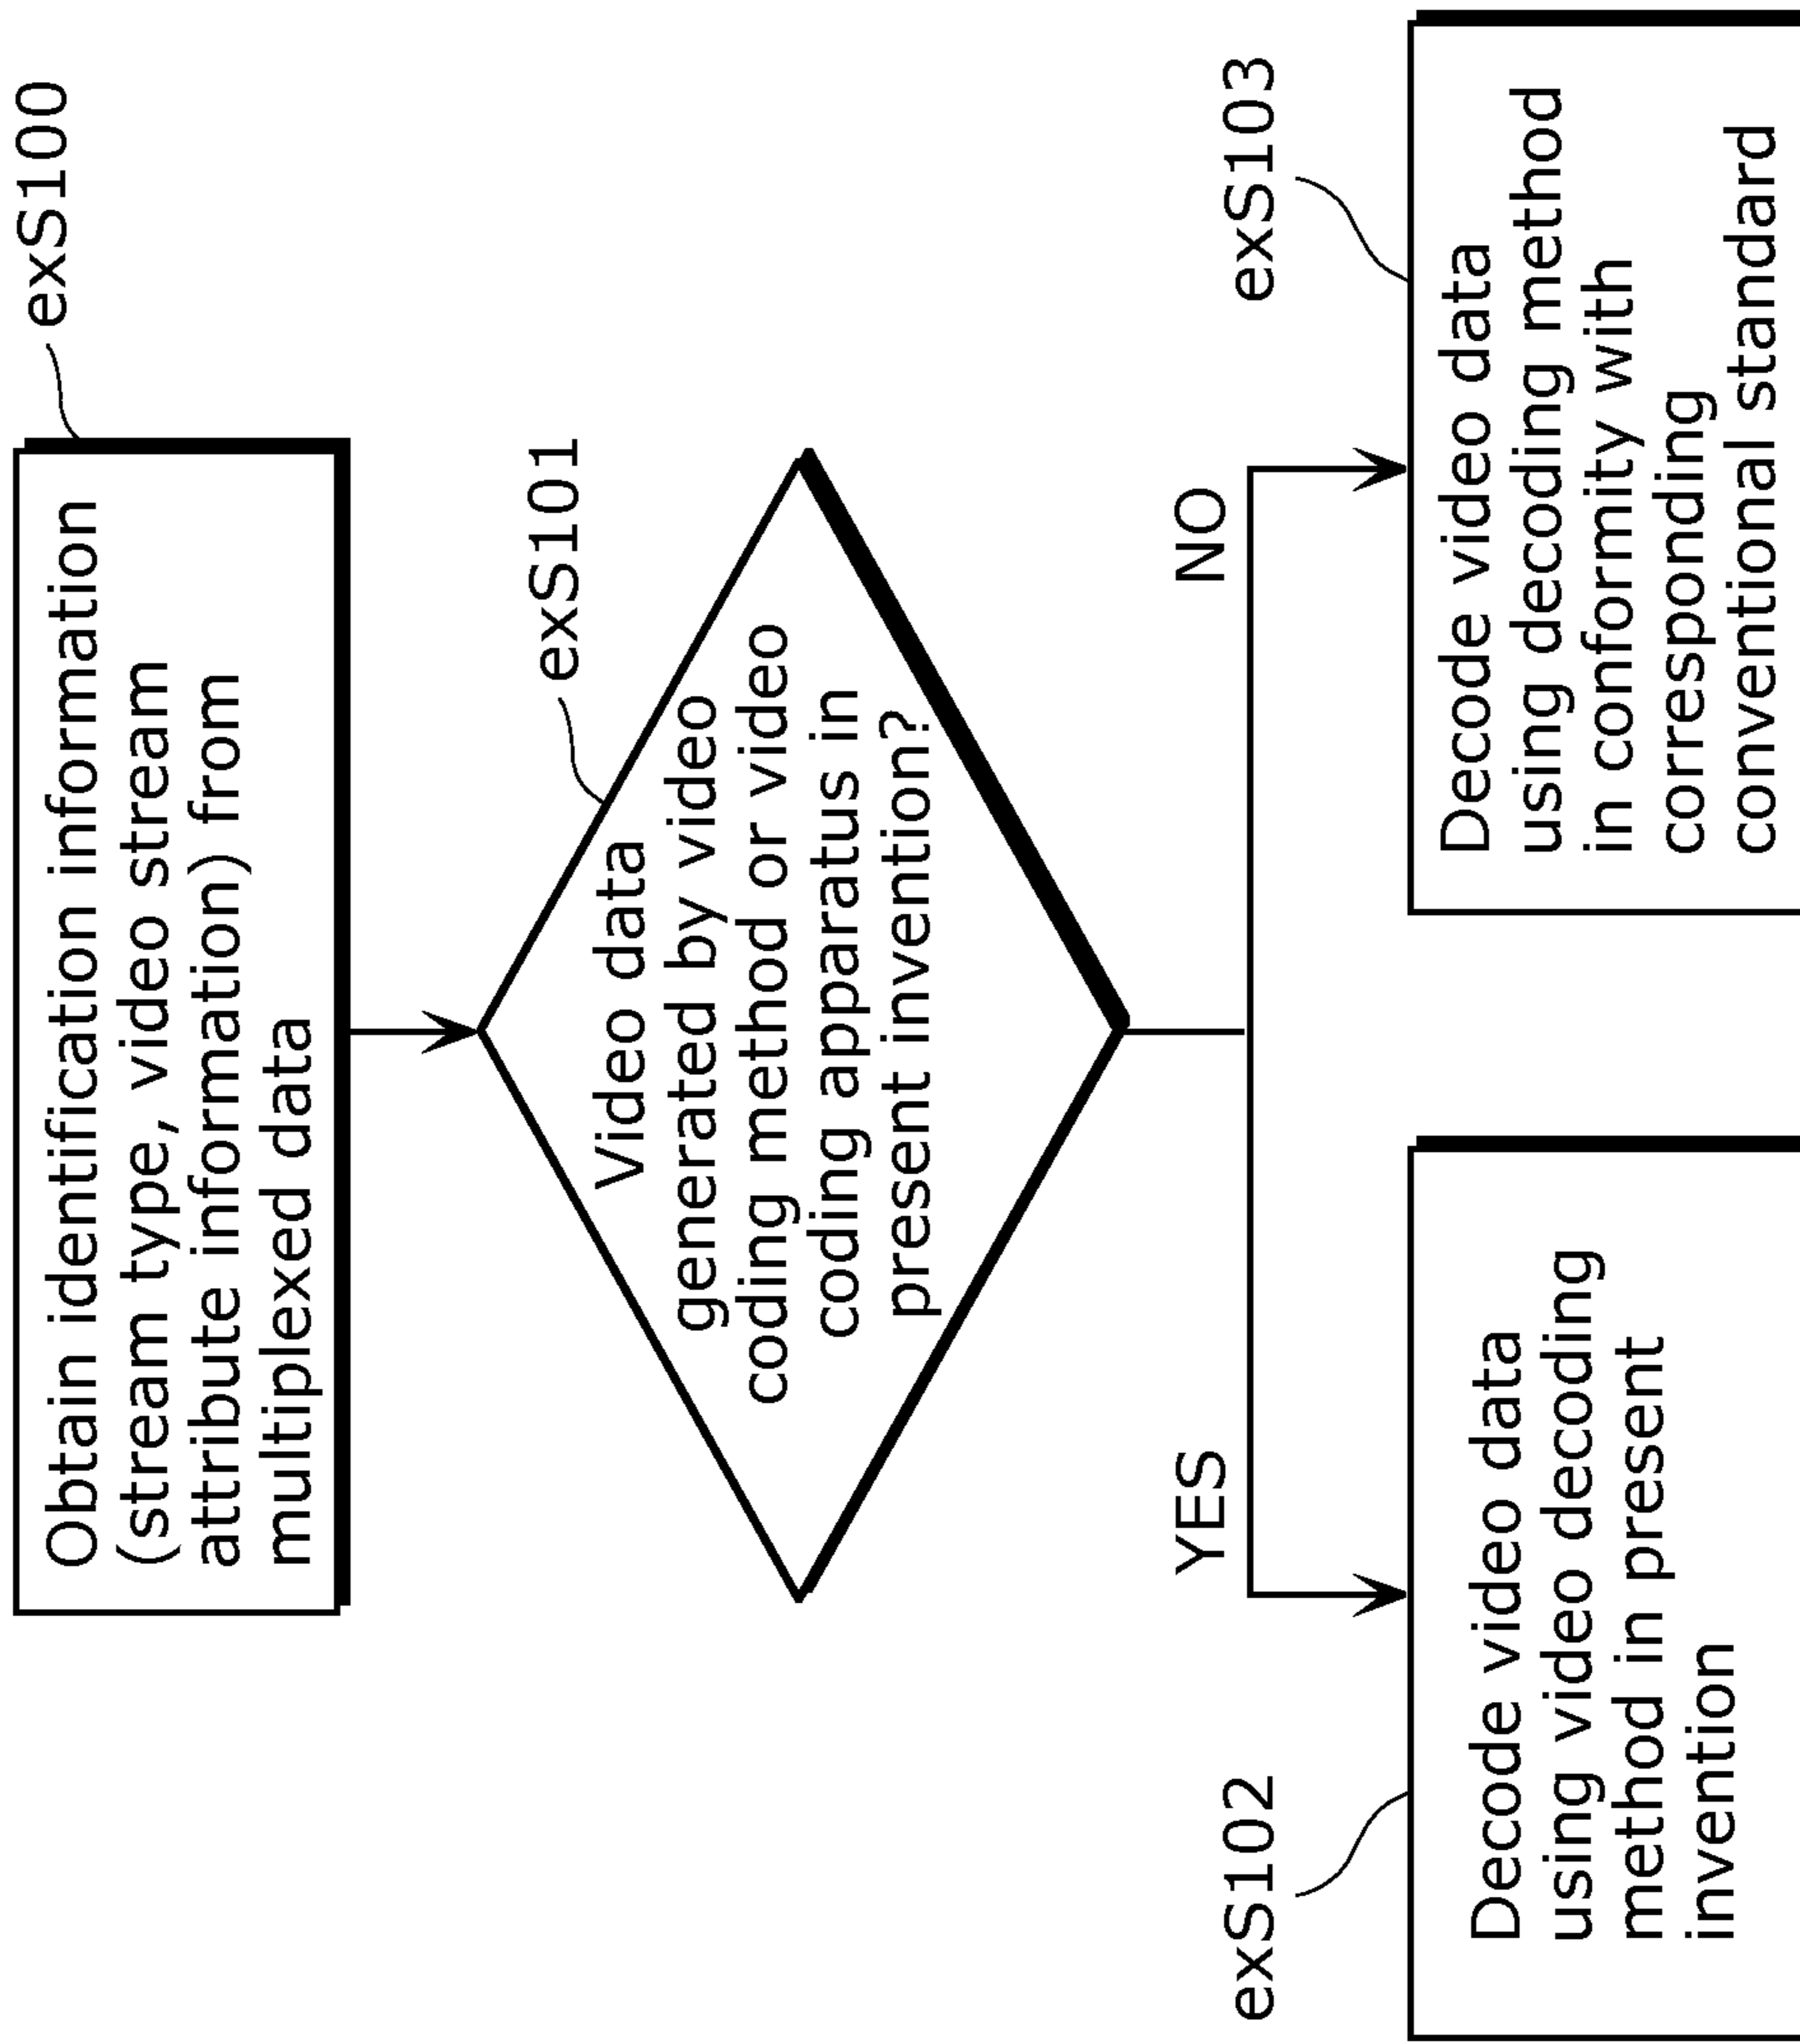 exS100
Obtain identification information
(stream type, video stream
attribute information) from
multiplexed data
exS101
Video data
generated by video
coding method or video
coding apparatus in
present invention?
YES
NO
exS102
Decode video data
using video decoding
method in present
invention
exS103
Decode video data
using decoding method
in conformity with
corresponding
conventional standard